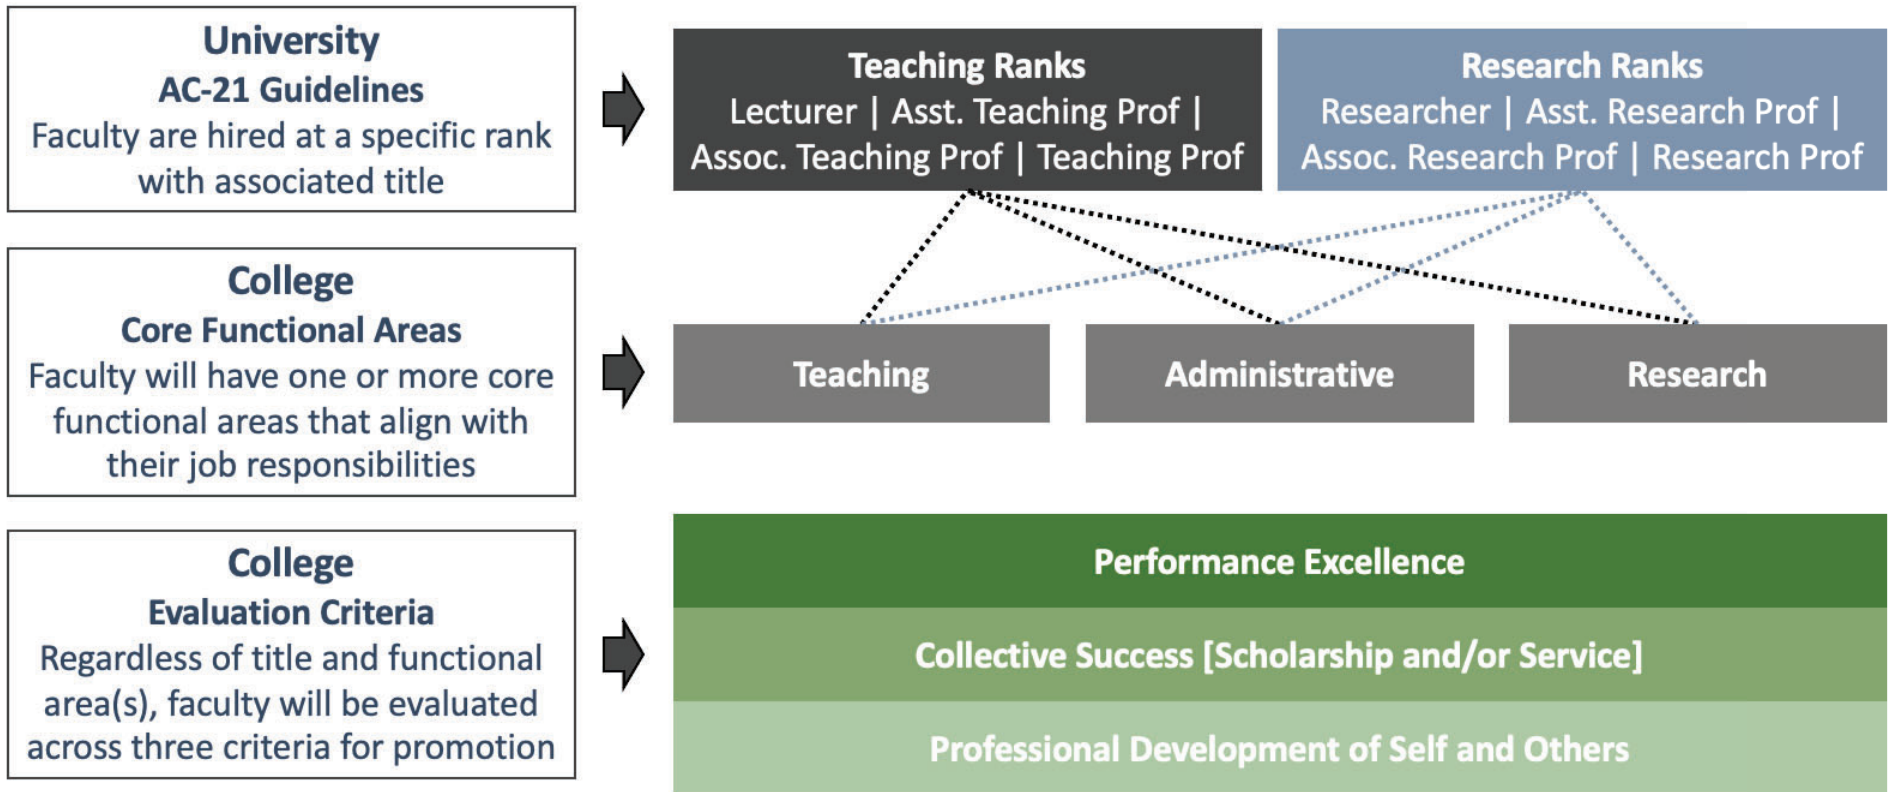 University
AC-21 Guidelines
Faculty are hired at a specific rank
with associated title
Teaching Ranks
Lecturer | Asst. Teaching Prof |
Assoc. Teaching Prof | Teaching Prof
Research Ranks
Researcher | Asst. Research Prof |
Assoc. Research Prof | Research Prof
College
Core Functional Areas
Faculty will have one or more core
functional areas that align with
their job responsibilities
Teaching
Administrative
Research
College
Evaluation Criteria
Regardless of title and functional
area(s), faculty will be evaluated
across three criteria for promotion
Performance Excellence
Collective Success [Scholarship and/or Service]
Professional Development of Self and Others